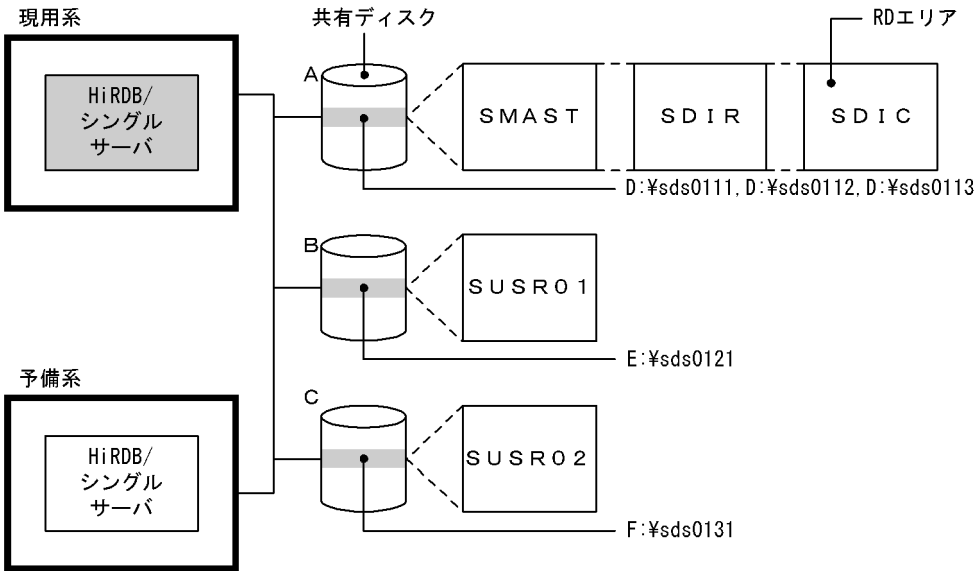 現用系
共有ディスク
RDエリア
HiRDB/
シングル
サーバ
A
SMAST
SDIR
SDIC
D:¥sds0111, D:¥sds0112, D:¥sds0113
B
SUSR01
E:¥sds0121
予備系
HiRDB/
シングル
サーバ
C
SUSR02
F:¥sds0131